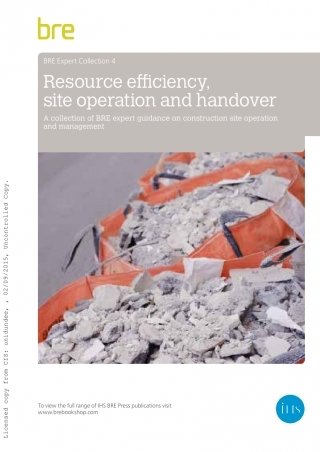 bre
BRE Expert Collection 4
Resource efficiency,
site operation and handover
A collection of BRE expert guidance on construction site operation
and management
Licensed copy from CIS: unidundee, , 02/09/2015, Uncontrolled Copy.
To view the full range of IHS BRE Press publications visit
www.brebookshop.com
IHS